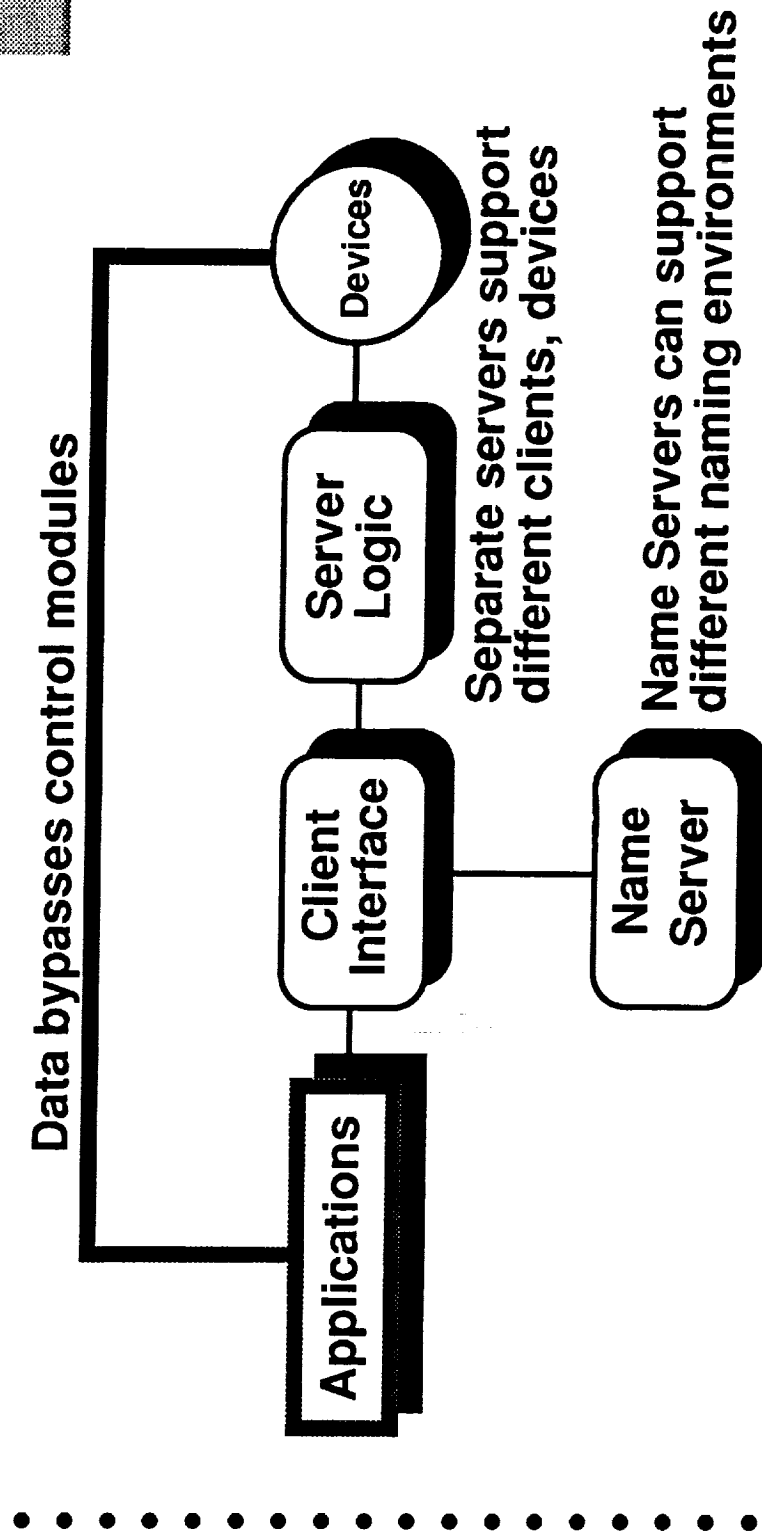 Data bypasses control modules
Applications
Client
Interface
Server
Logic
Devices
Separate servers support
different clients, devices
Name
Server
Name Servers can support
different naming environments